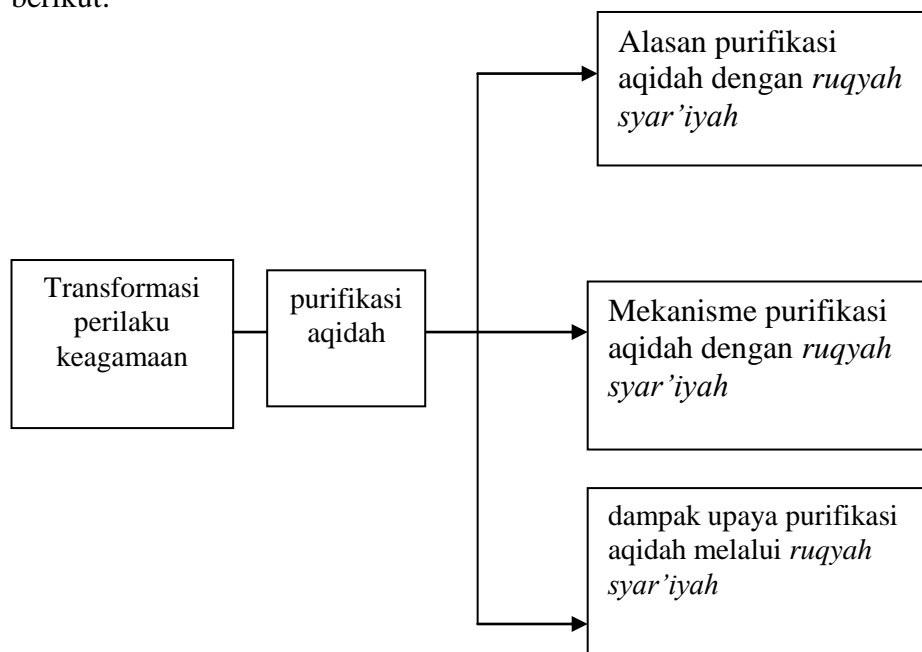 berikut.
Alasan purifikasi
aqidah dengan ruqyah
syar’iyah
Transformasi
perilaku
keagamaan
purifikasi
aqidah
Mekanisme purifikasi
aqidah dengan ruqyah
syar’iyah
dampak upaya purifikasi
aqidah melalui ruqyah
syar’iyah